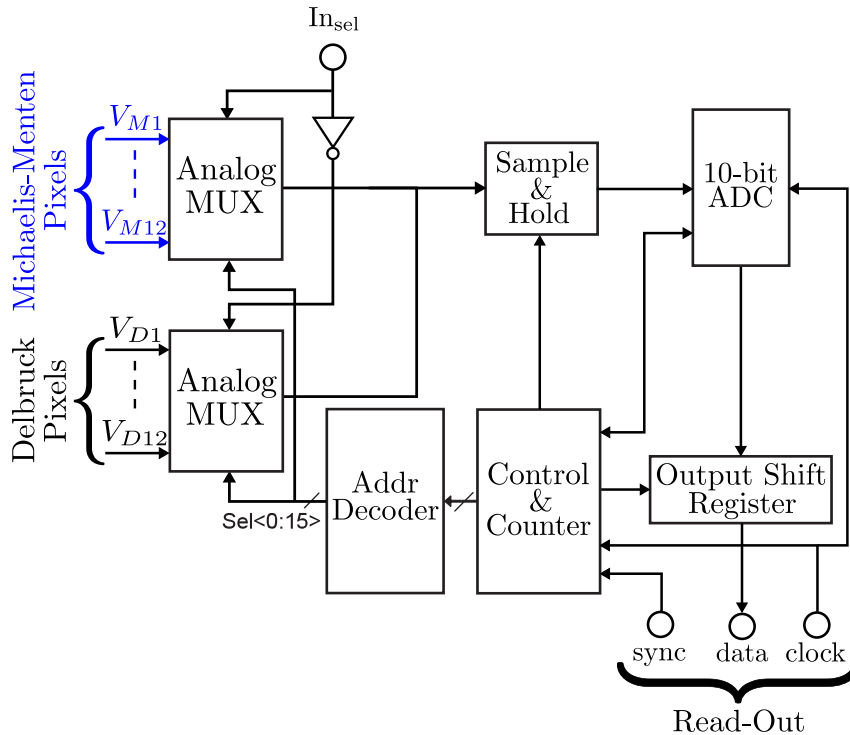 In_sel
Michaelis-Menten
Pixels
V_M1
V_M12
Analog
MUX
Sample
&
Hold
10-bit
ADC
Delbruck
Pixels
V_D1
V_D12
Analog
MUX
Sel<0:15>
Addr
Decoder
Control
&
Counter
Output Shift
Register
sync
data
clock
Read-Out